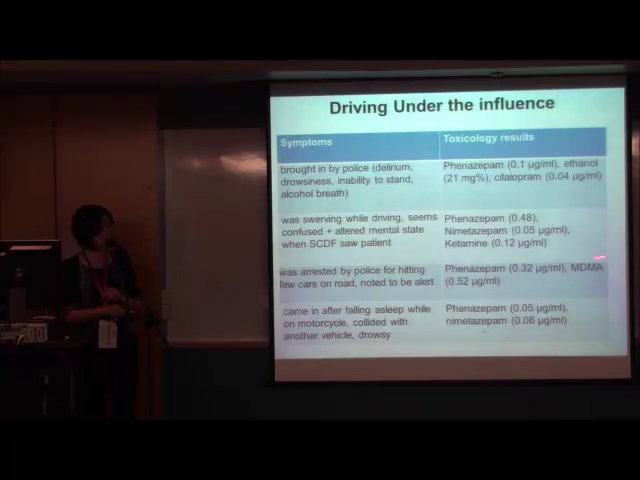 Driving Under the influence
Symptoms
Toxicology results
brought in by police (delirium,
drowsiness, inability to stand,
alcohol breath)
Phenazepam (0.1 µg/ml), ethanol
(21 mg%), citalopram (0.04 µg/ml)
was swerving while driving, seems
confused + altered mental state
when SCDF saw patient
Phenazepam (0.48),
Nimetazepam (0.05 µg/ml),
Ketamine (0.12 µg/ml)
was arrested by police for hitting
few cars on road, noted to be alert
Phenazepam (0.32 µg/ml), MDMA
(0.52 µg/ml)
came in after falling asleep while
on motorcycle, collided with
another vehicle, drowsy
Phenazepam (0.05 µg/ml),
nimetazepam (0.06 µg/ml)